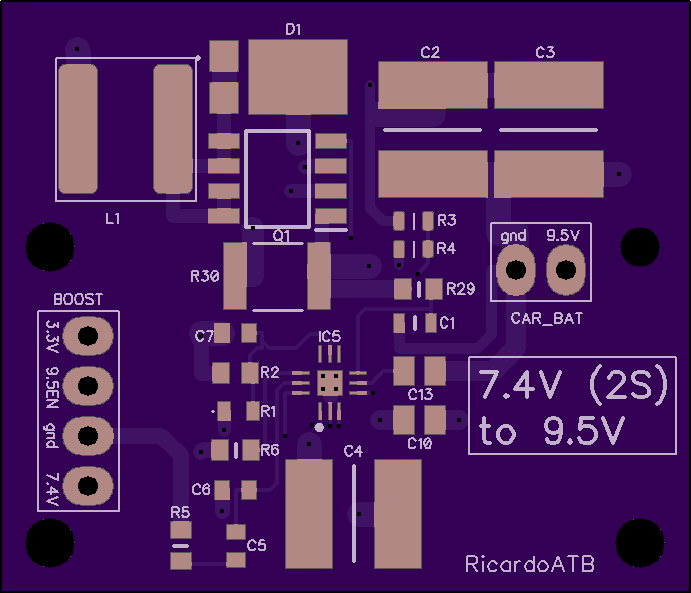 D1
C2
C3
L1
Q1
R3
R4
gnd 9.5V
R30
R29
BOOST
CAR_BAT
C1
3.3V
C7
IC5
R2
9.5EN
C13
7.4V (2S)
to 9.5V
R1
gnd
C10
R6
C4
7.4V
C6
R5
C5
RicardoATB